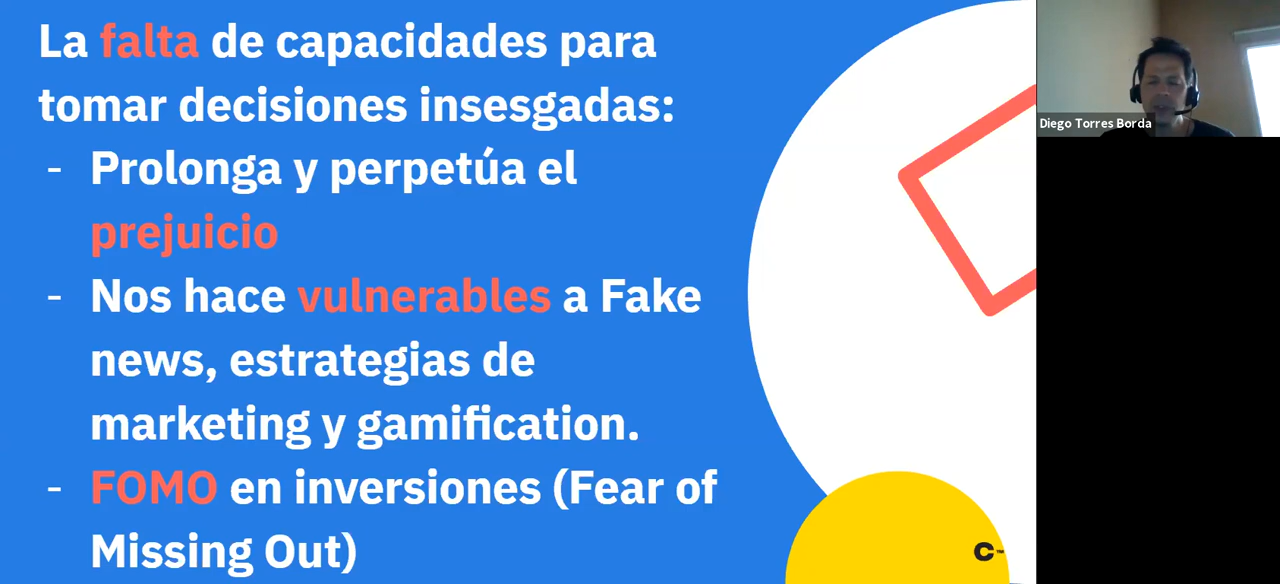 La falta de capacidades para
tomar decisiones insesgadas:
- Prolonga y perpetúa el
prejuicio
- Nos hace vulnerables a Fake
news, estrategias de
marketing y gamification.
- FOMO en inversiones (Fear of
Missing Out)
C™
Diego Torres Borda